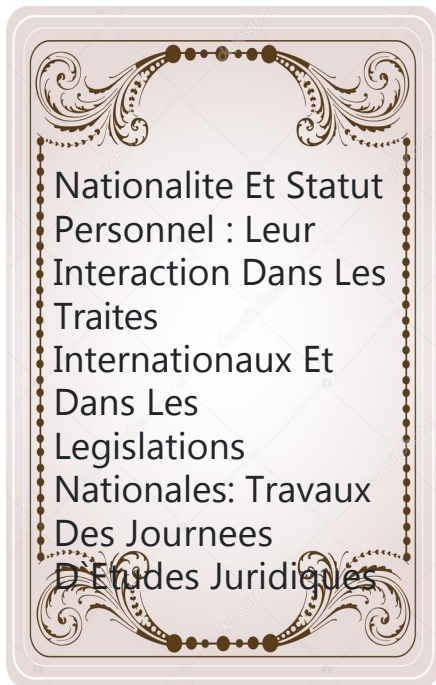 Nationalite Et Statut
Personnel : Leur
Interaction Dans Les
Traites
Internationaux Et
Dans Les
Legislations
Nationales: Travaux
Des Journees
D Etudes Juridiques